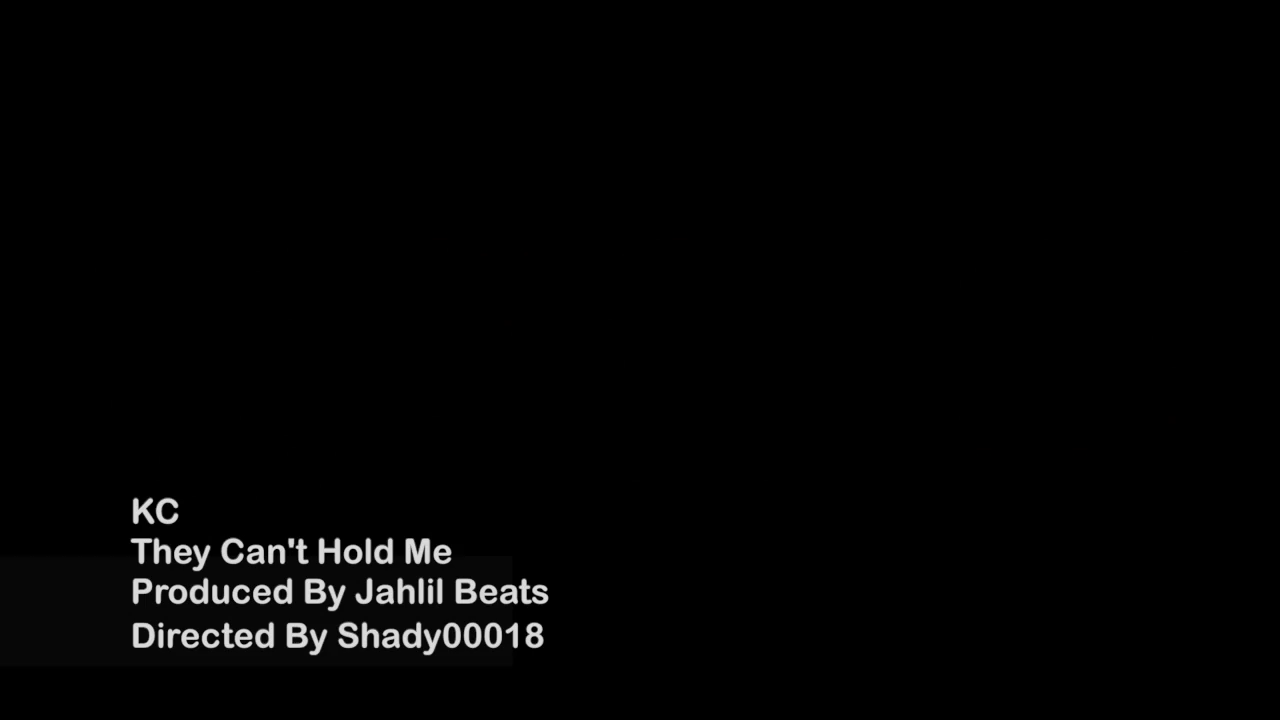 KC
They Can't Hold Me
Produced By Jahlil Beats
Directed By Shady00018